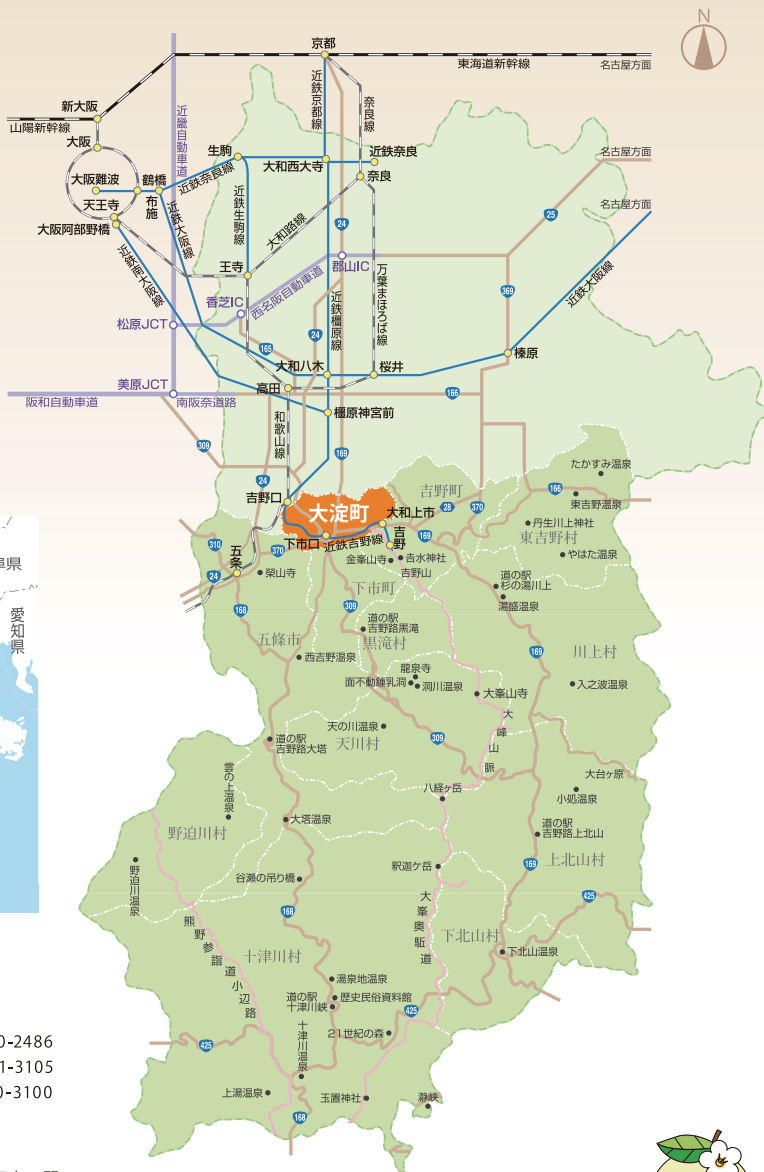 N
京都
東海道新幹線
名古屋方面
新大阪
山陽新幹線
近畿自動車道
近鉄京都線
奈良線
大阪
生駒
近鉄奈良
大和西大寺
名古屋方面
大阪難波
鶴橋
布施
近鉄奈良線
奈良
天王寺
近鉄大阪線
近鉄生駒線
大和路線
24
25
名古屋方面
大阪阿部野橋
近鉄南大阪線
王寺
郡山IC
香芝IC
西名阪自動車道
近鉄橿原線
万葉まほろば線
369
近鉄大阪線
松原JCT
24
165
榛原
大和八木
桜井
美原JCT
高田
阪和自動車道
南阪奈道路
166
和歌山線
橿原神宮前
309
169
24
たかすみ温泉
吉野口
吉野町
166
東吉野温泉
大淀町
大和上市
28
370
丹生川上神社
310
下市口
近鉄吉野線
吉野
169
東吉野村
370
五条
金峯山寺
吉水神社
やはた温泉
24
榮山寺
吉野山
下市町
道の駅
杉の湯川上
168
309
湯盛温泉
道の駅
吉野路黒滝
五條市
黒滝村
169
川上村
西吉野温泉
龍泉寺
面不動鍾乳洞
洞川温泉
入之波温泉
大峯山寺
大峰山脈
天の川温泉
道の駅
吉野路大塔
天川村
309
雲の上温泉
大台ヶ原
八経ヶ岳
小処温泉
大塔温泉
道の駅
吉野路上北山
野迫川村
野迫川温泉
釈迦ケ岳
169
上北山村
谷瀬の吊り橋
大峯奥駈道
425
168
熊野参詣道小辺路
下北山村
十津川村
下北山温泉
湯泉地温泉
道の駅
十津川峡
歴史民俗資料館
425
425
21世紀の森
十津川温泉
上湯温泉
玉置神社
瀞峡
168
県
愛知県
0-2486
1-3105
0-3100